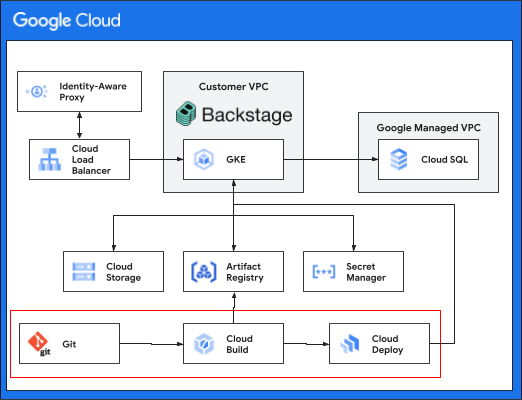 Google Cloud
Identity-Aware
Proxy
Customer VPC
Backstage
Google Managed VPC
Cloud
Load
Balancer
GKE
Cloud SQL
Cloud
Storage
Artifact
Registry
Secret
Manager
git
Git
Cloud
Build
Cloud
Deploy